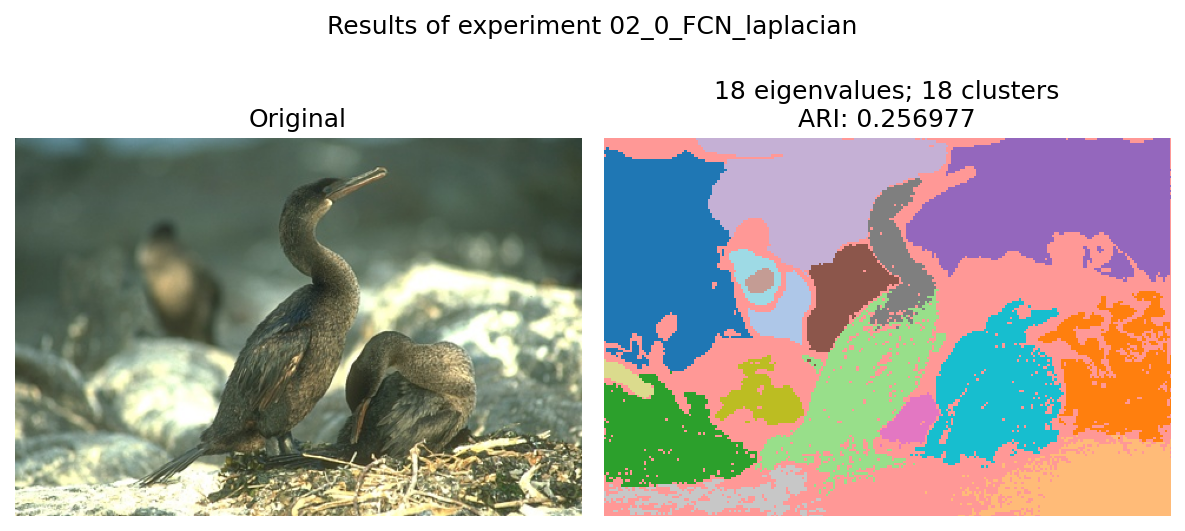 Results of experiment 02_0_FCN_laplacian
Original
18 eigenvalues; 18 clusters
ARI: 0.256977